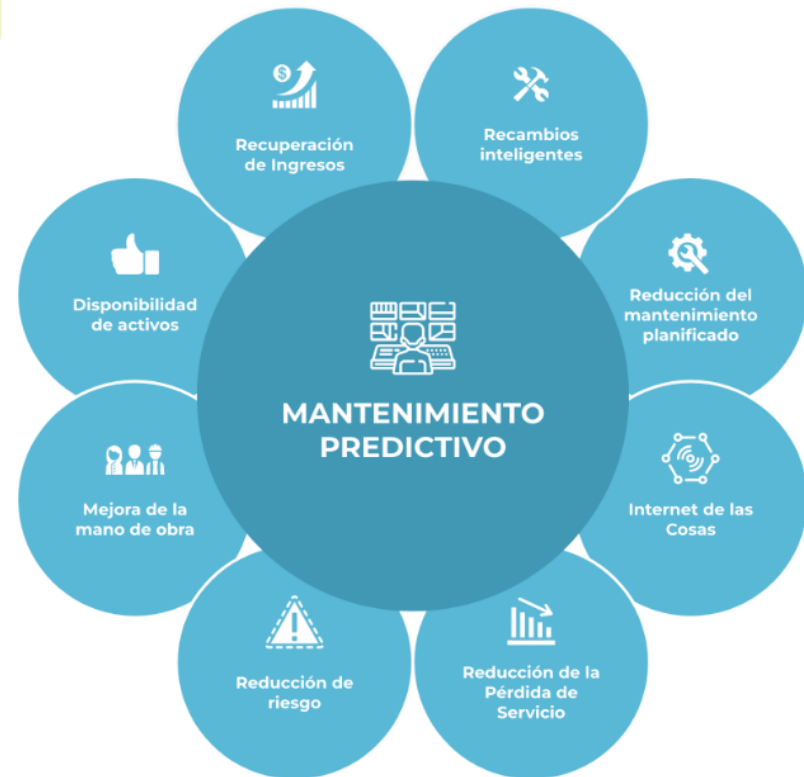 Recuperación
de Ingresos
Recambios
inteligentes
Disponibilidad
de activos
Reducción del
mantenimiento
planificado
MANTENIMIENTO
PREDICTIVO
Mejora de la
mano de obra
Internet de las
Cosas
Reducción de
riesgo
Reducción de la
Pérdida de
Servicio